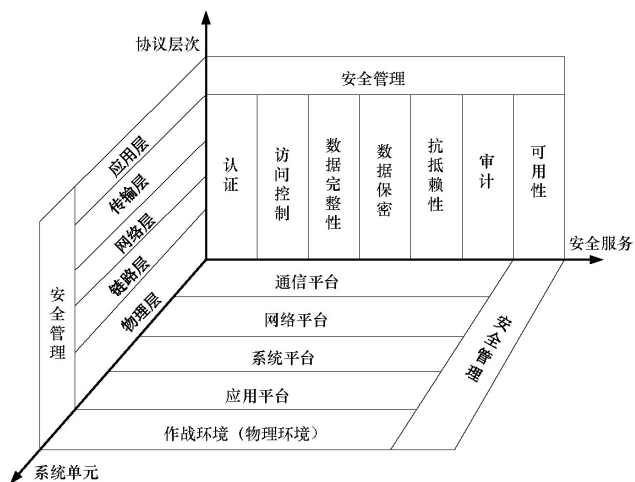 协议层次
安全管理
认证
访问控制
数据完整性
数据保密
抗抵赖性
审计
可用性
安全服务
应用层
传输层
网络层
链路层
物理层
安全管理
通信平台
网络平台
系统平台
应用平台
作战环境（物理环境）
安全管理
系统单元